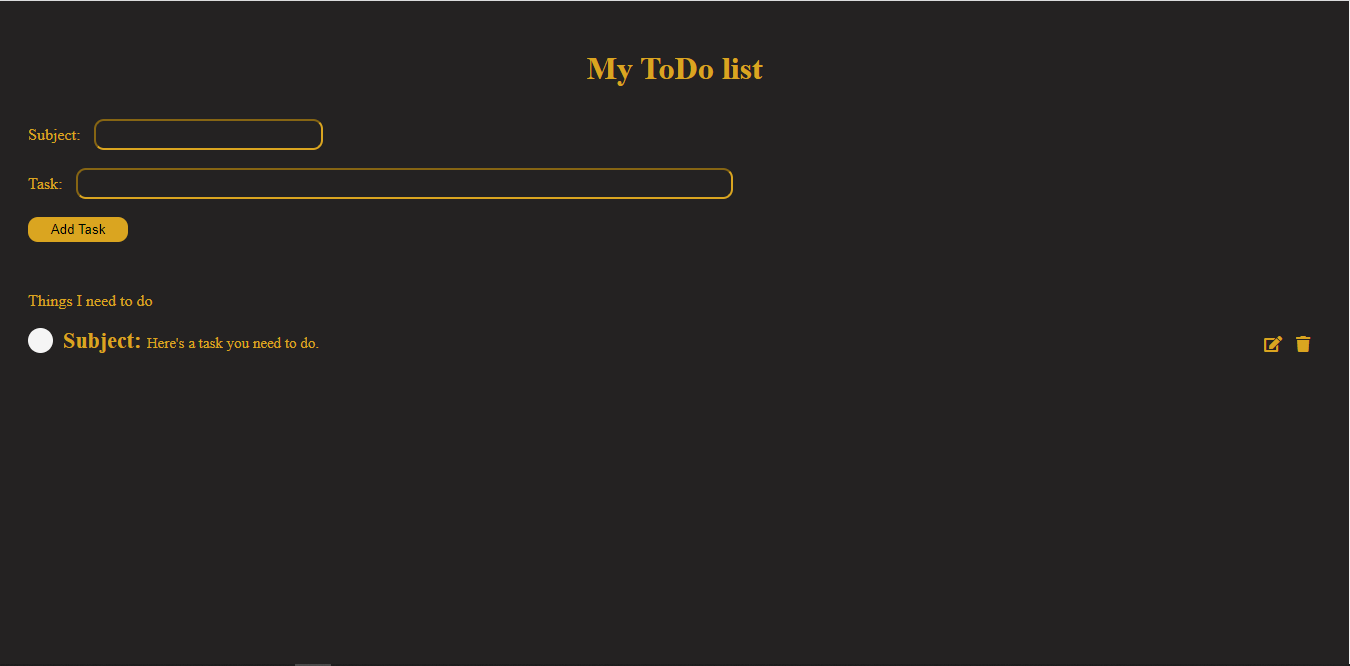 My ToDo list
Subject:
Task:
Add Task
Things I need to do
Subject: Here's a task you need to do.